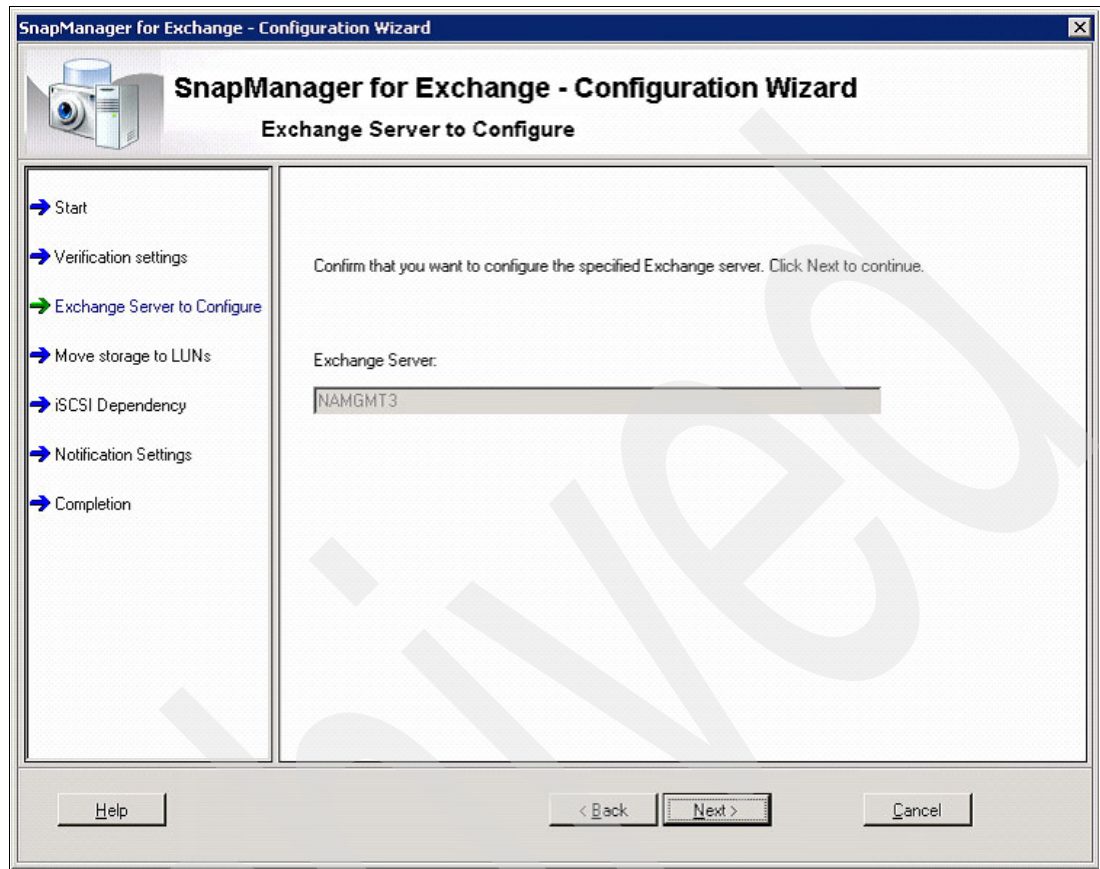 SnapManager for Exchange - Configuration Wizard
SnapManager for Exchange - Configuration Wizard
Exchange Server to Configure
Start
Verification settings
Exchange Server to Configure
Move storage to LUNs
iSCSI Dependency
Notification Settings
Completion
Confirm that you want to configure the specified Exchange server. Click Next to continue.
Exchange Server:
NAMGMT3
Help
< Back
Next >
Cancel